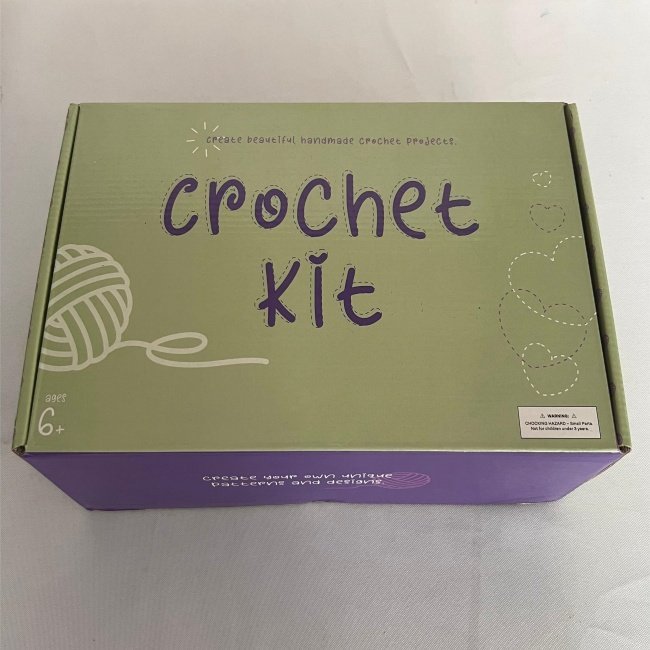 Create beautiful handmade crochet projects.
Crochet
Kit
ages
6+
⚠ WARNING: ⚠
CHOCKING HAZARD - Small Parts.
Not for children under 3 years.
Create your own unique
patterns and designs.